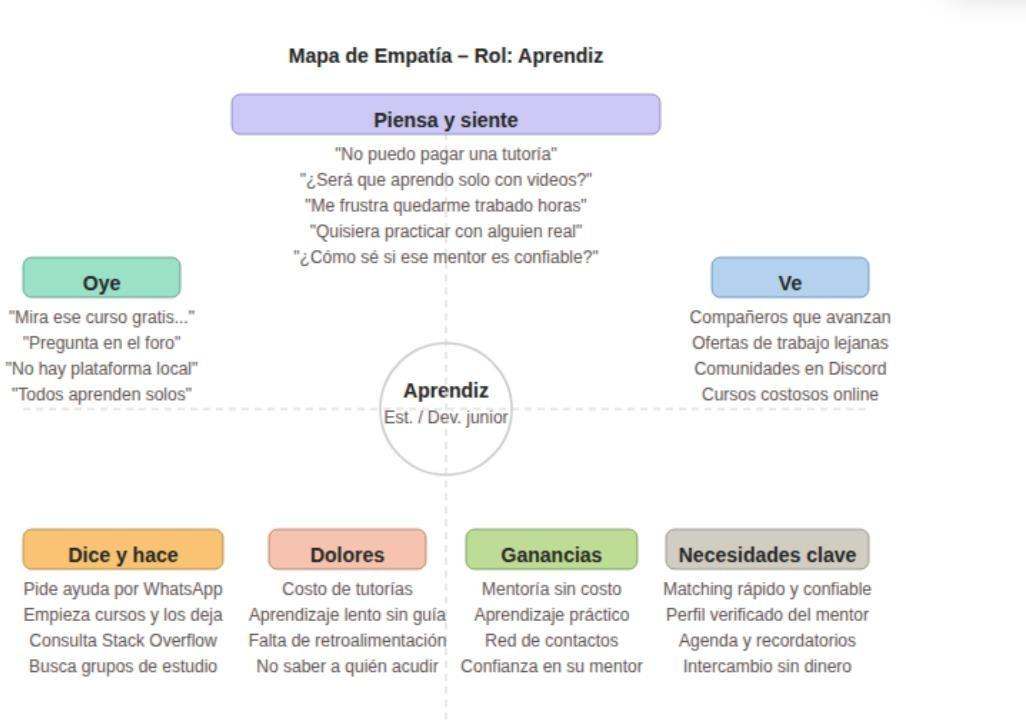 Mapa de Empatía – Rol: Aprendiz
Piensa y siente
"No puedo pagar una tutoría"
"¿Será que aprendo solo con videos?"
"Me frustra quedarme trabado horas"
"Quisiera practicar con alguien real"
"¿Cómo sé si ese mentor es confiable?"
Oye
"Mira ese curso gratis..."
"Pregunta en el foro"
"No hay plataforma local"
"Todos aprenden solos"
Ve
Compañeros que avanzan
Ofertas de trabajo lejanas
Comunidades en Discord
Cursos costosos online
Aprendiz
Est. / Dev. junior
Dice y hace
Pide ayuda por WhatsApp
Empieza cursos y los deja
Consulta Stack Overflow
Busca grupos de estudio
Dolores
Costo de tutorías
Aprendizaje lento sin guía
Falta de retroalimentación
No saber a quién acudir
Ganancias
Mentoría sin costo
Aprendizaje práctico
Red de contactos
Confianza en su mentor
Necesidades clave
Matching rápido y confiable
Perfil verificado del mentor
Agenda y recordatorios
Intercambio sin dinero